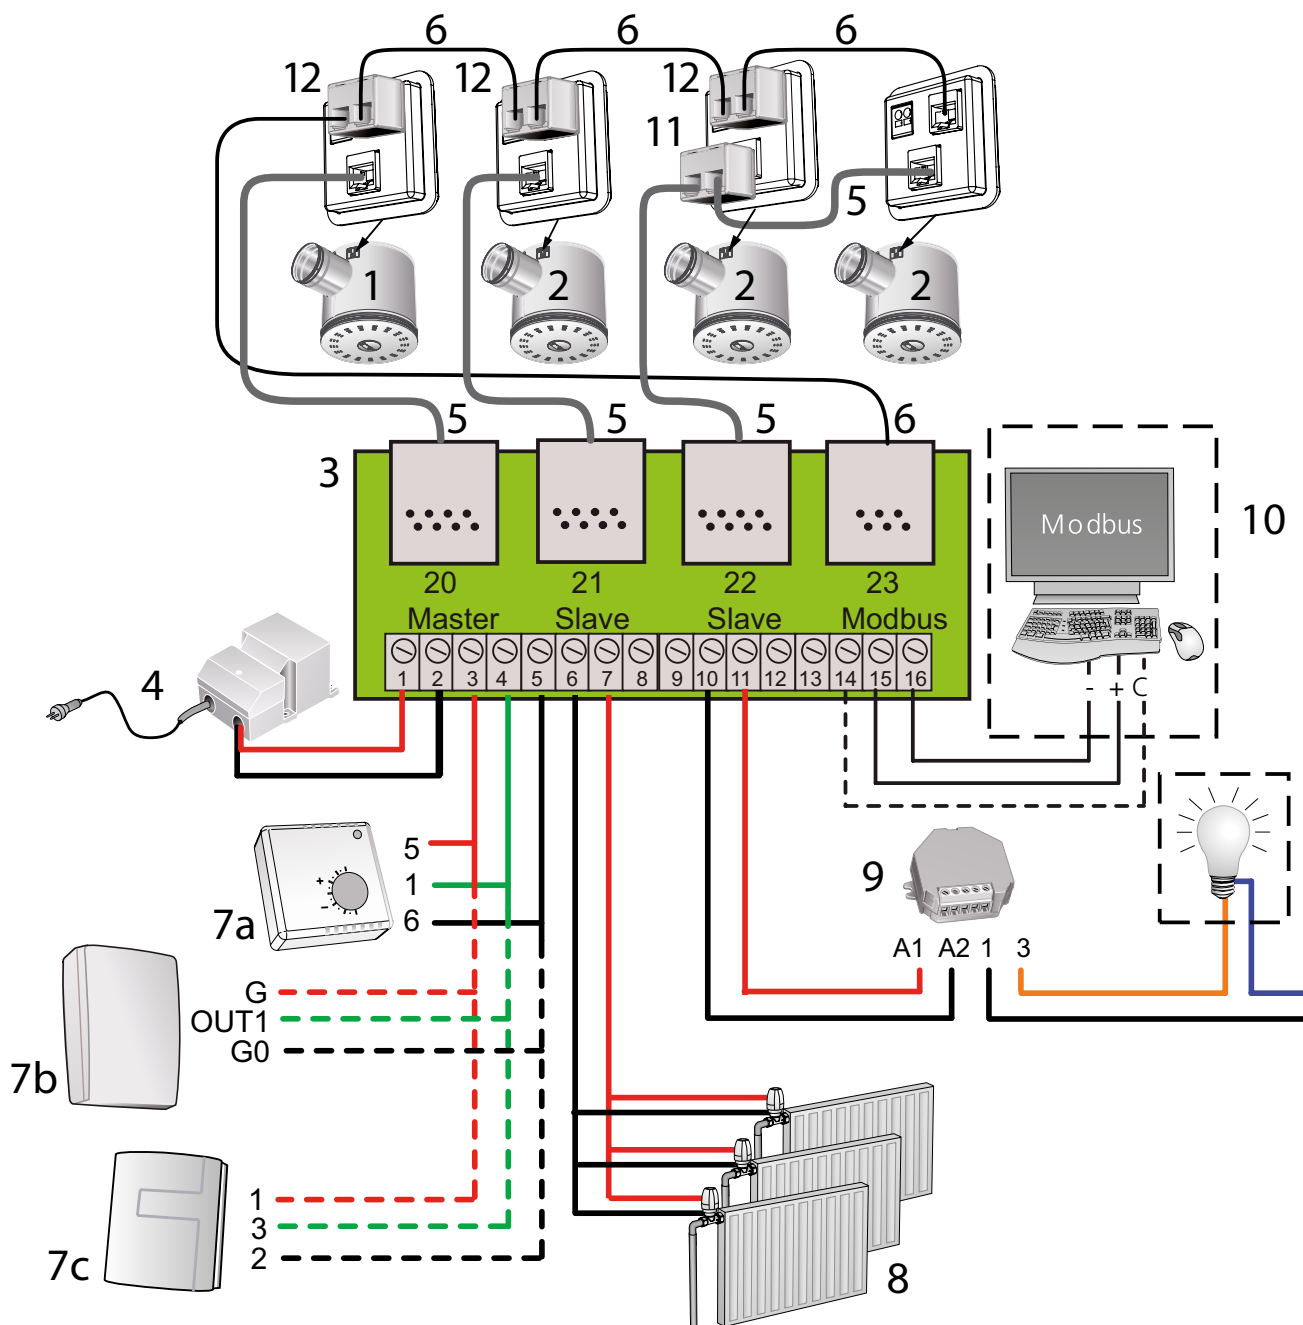 6 6 6
12 12 12
11
5
1 2 2 2
5 5 5 6
3
Modbus
10
20 21 22 23
Master Slave Slave Modbus
1 2 3 4 5 6 7 8 9 10 11 12 13 14 15 16
- + C
4
5
1
6
7a
+
-
9
A1 A2 1 3
G
OUT1
G0
7b
1
3
2
7c
8